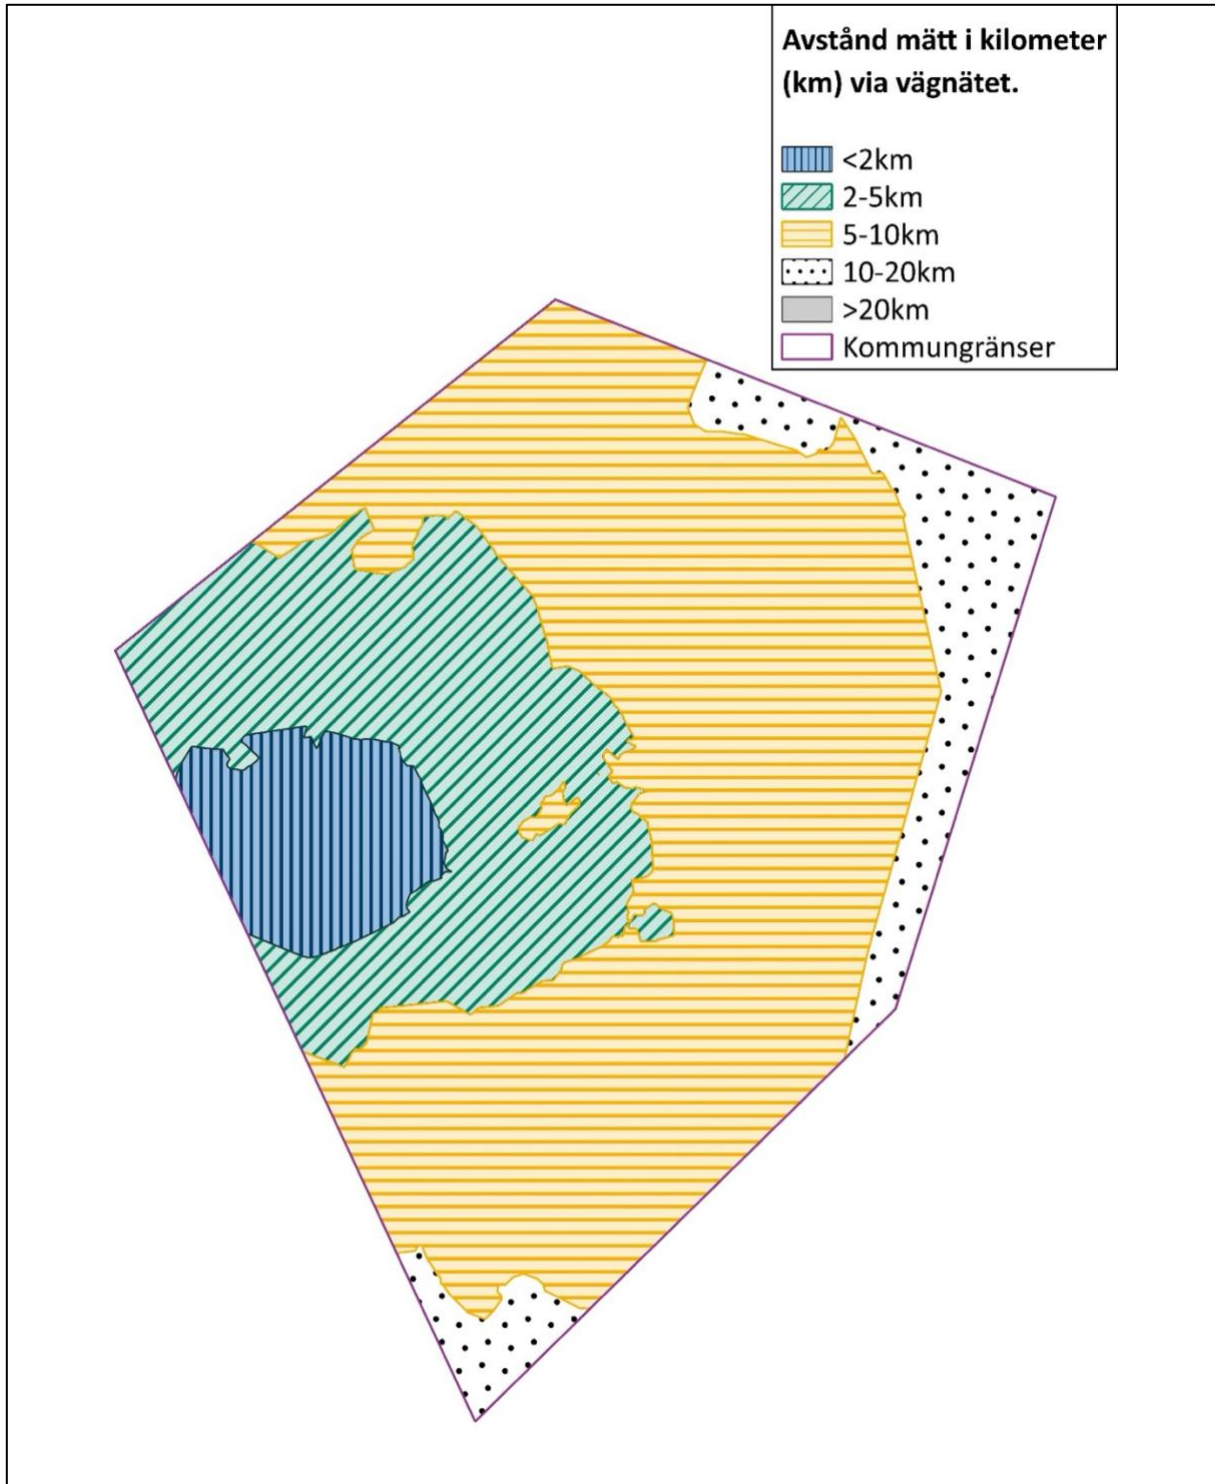 Avstånd mätt i kilometer
(km) via vägnätet.
<2km
2-5km
5-10km
10-20km
>20km
Kommungränser